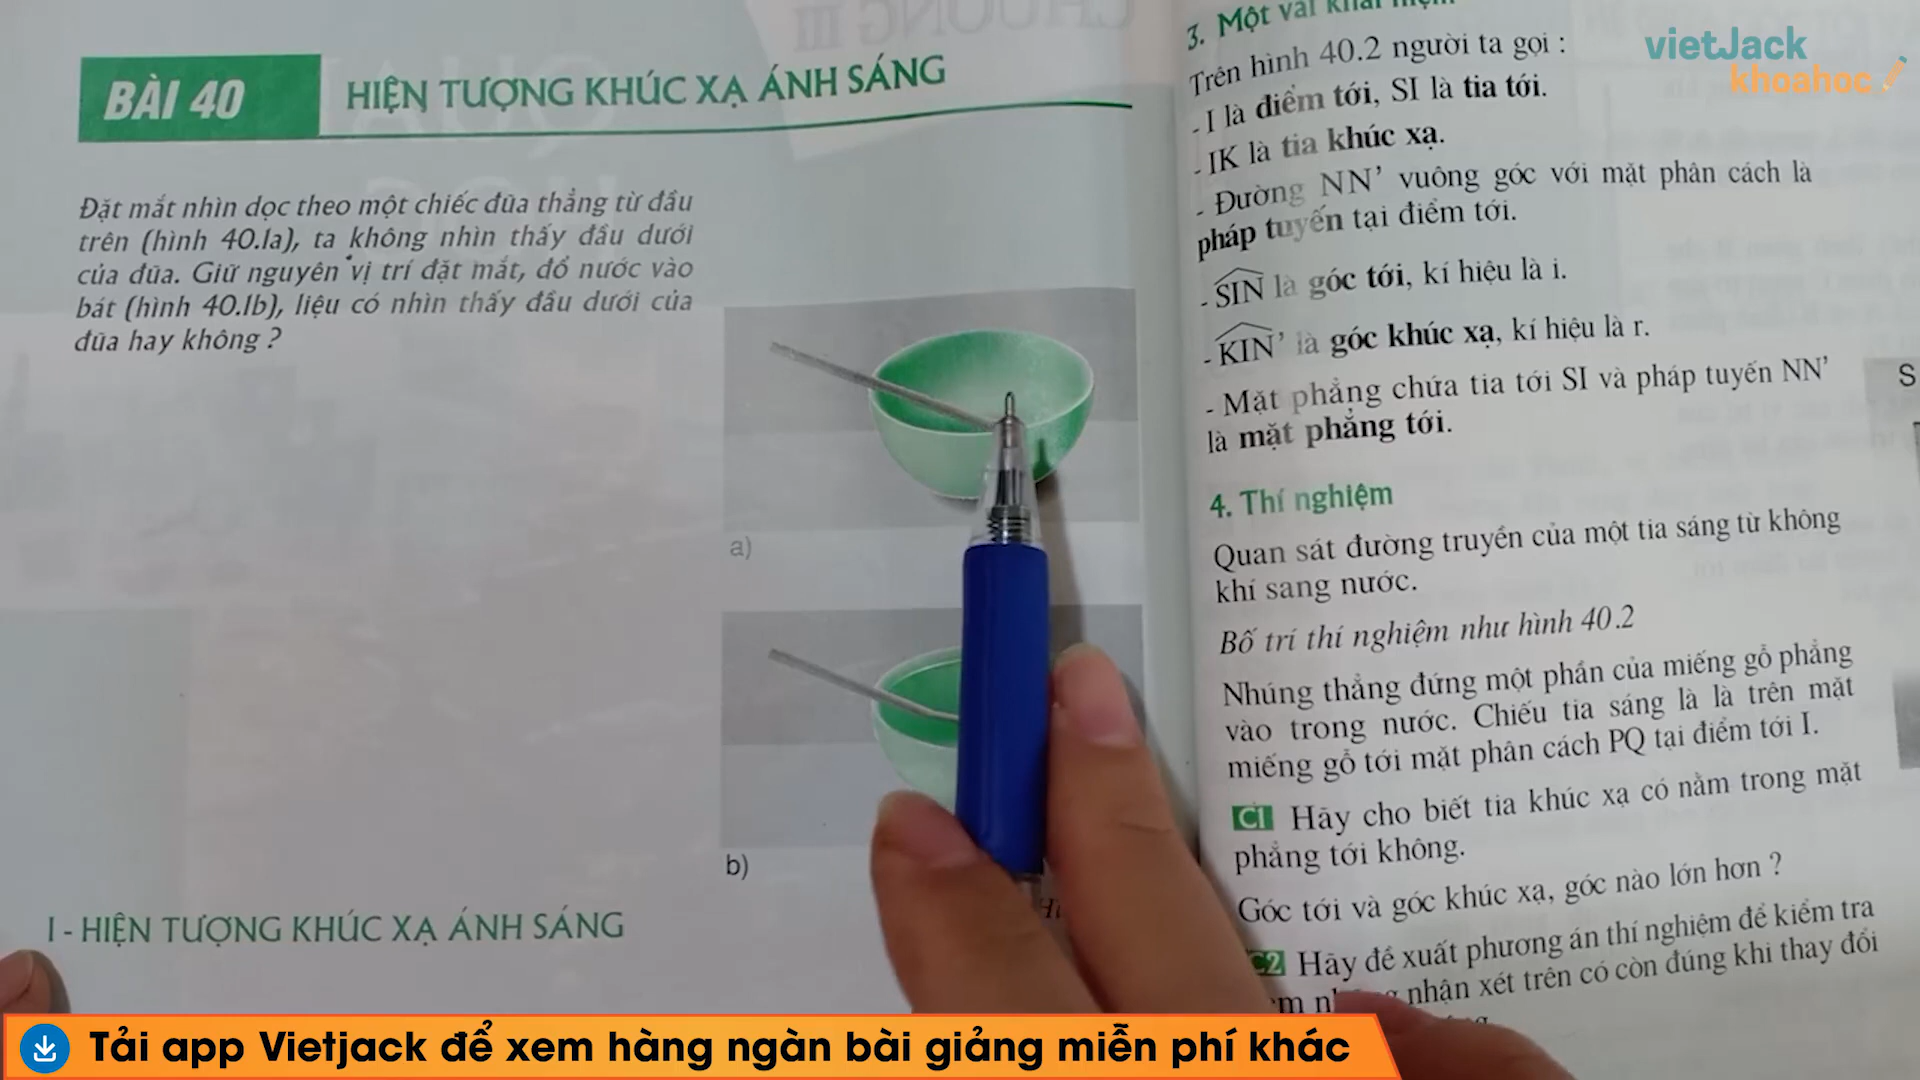 BÀI 40
HIỆN TƯỢNG KHÚC XẠ ÁNH SÁNG
Đặt mắt nhìn dọc theo một chiếc đũa thẳng từ đầu
trên (hình 40.1a), ta không nhìn thấy đầu dưới
của đũa. Giữ nguyên vị trí đặt mắt, đổ nước vào
bát (hình 40.1b), liệu có nhìn thấy đầu dưới của
đũa hay không ?
a)
b)
I - HIỆN TƯỢNG KHÚC XẠ ÁNH SÁNG
3. Một vài khái niệm
Trên hình 40.2 người ta gọi :
- I là điểm tới, SI là tia tới.
- IK là tia khúc xạ.
- Đường NN’ vuông góc với mặt phân cách là
pháp tuyến tại điểm tới.
- SIN là góc tới, kí hiệu là i.
- KIN’ là góc khúc xạ, kí hiệu là r.
- Mặt phẳng chứa tia tới SI và pháp tuyến NN’
là mặt phẳng tới.
4. Thí nghiệm
Quan sát đường truyền của một tia sáng từ không
khí sang nước.
Bố trí thí nghiệm như hình 40.2
Nhúng thẳng đứng một phần của miếng gỗ phẳng
vào trong nước. Chiếu tia sáng là là trên mặt
miếng gỗ tới mặt phân cách PQ tại điểm tới I.
C1 Hãy cho biết tia khúc xạ có nằm trong mặt
phẳng tới không.
Góc tới và góc khúc xạ, góc nào lớn hơn ?
C2 Hãy đề xuất phương án thí nghiệm để kiểm tra
nhận xét trên có còn đúng khi thay đổi
S
vietJack
khoahoc
Tải app Vietjack để xem hàng ngàn bài giảng miễn phí khác